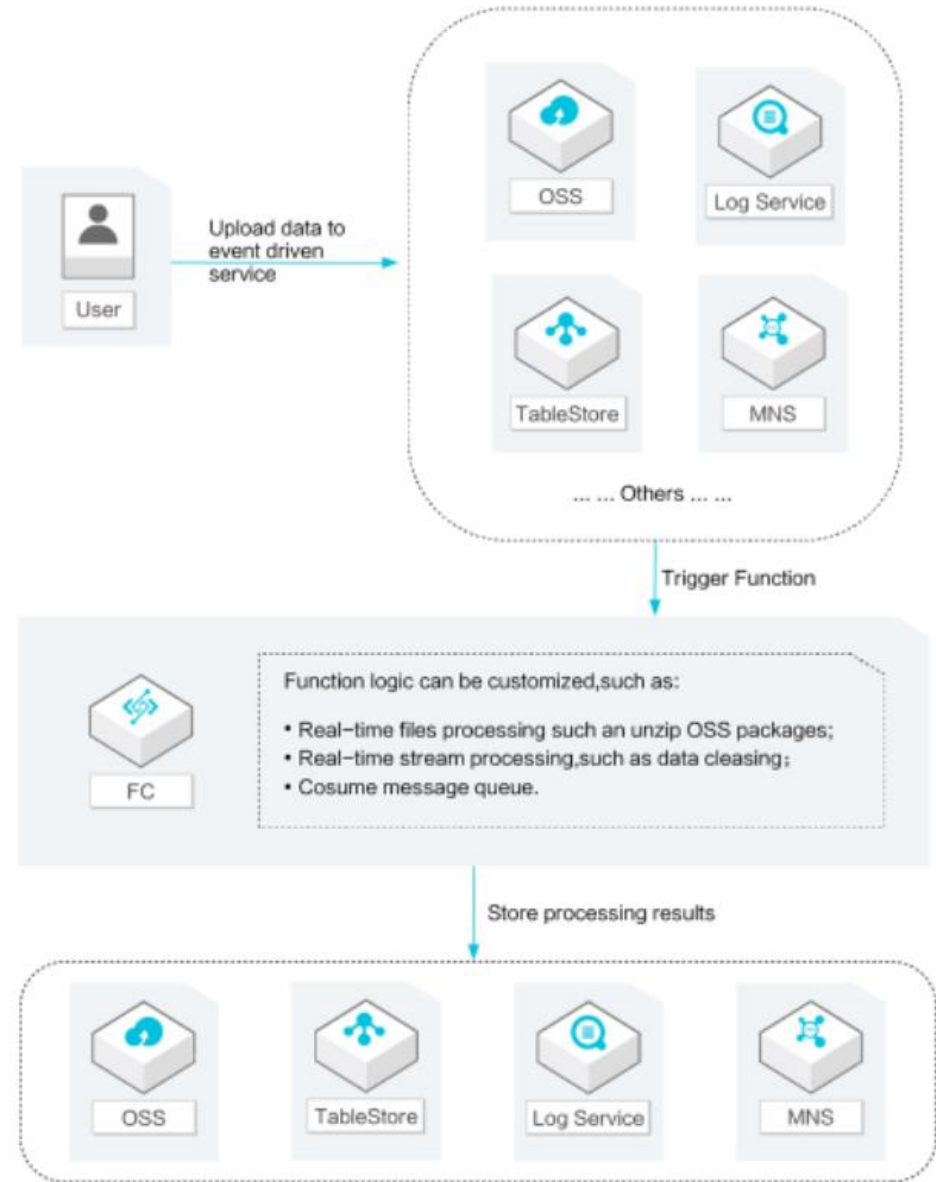 OSS
Log Service
User
Upload data to
event driven
service
TableStore
MNS
... ... Others ... ...
Trigger Function
FC
Function logic can be customized,such as:
• Real-time files processing such an unzip OSS packages;
• Real-time stream processing,such as data cleasing；
• Cosume message queue.
Store processing results
OSS
TableStore
Log Service
MNS